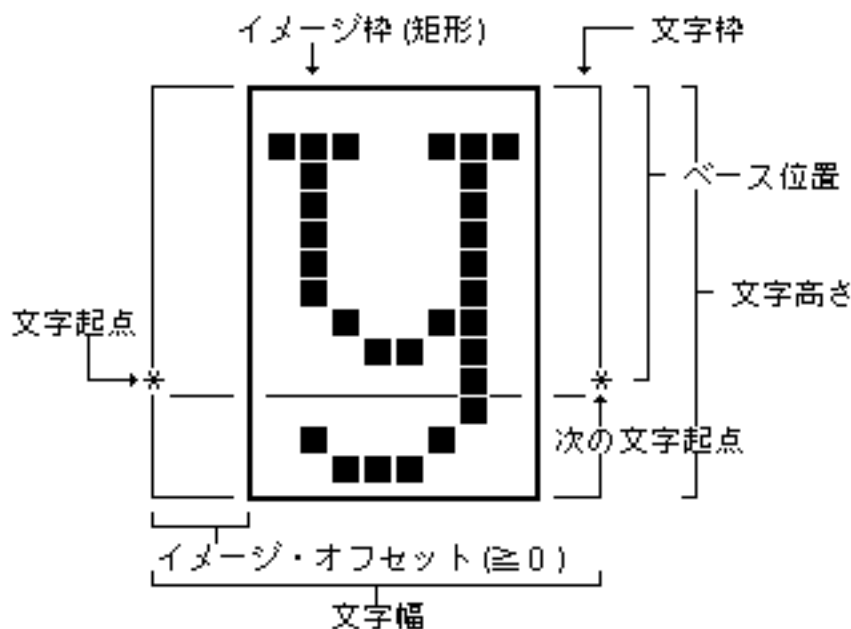 イメージ枠 (矩形)
文字枠
ベース位置
文字高さ
文字起点
次の文字起点
イメージ・オフセット (≧0)
文字幅